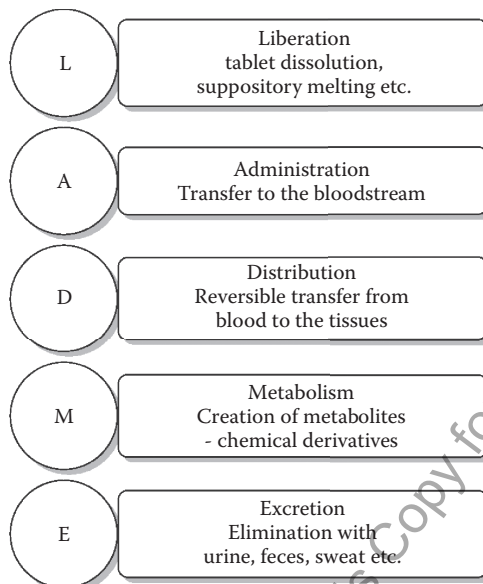 L
Liberation
tablet dissolution,
suppository melting etc.
A
Administration
Transfer to the bloodstream
D
Distribution
Reversible transfer from
blood to the tissues
M
Metabolism
Creation of metabolites
- chemical derivatives
E
Excretion
Elimination with
urine, feces, sweat etc.
Copy